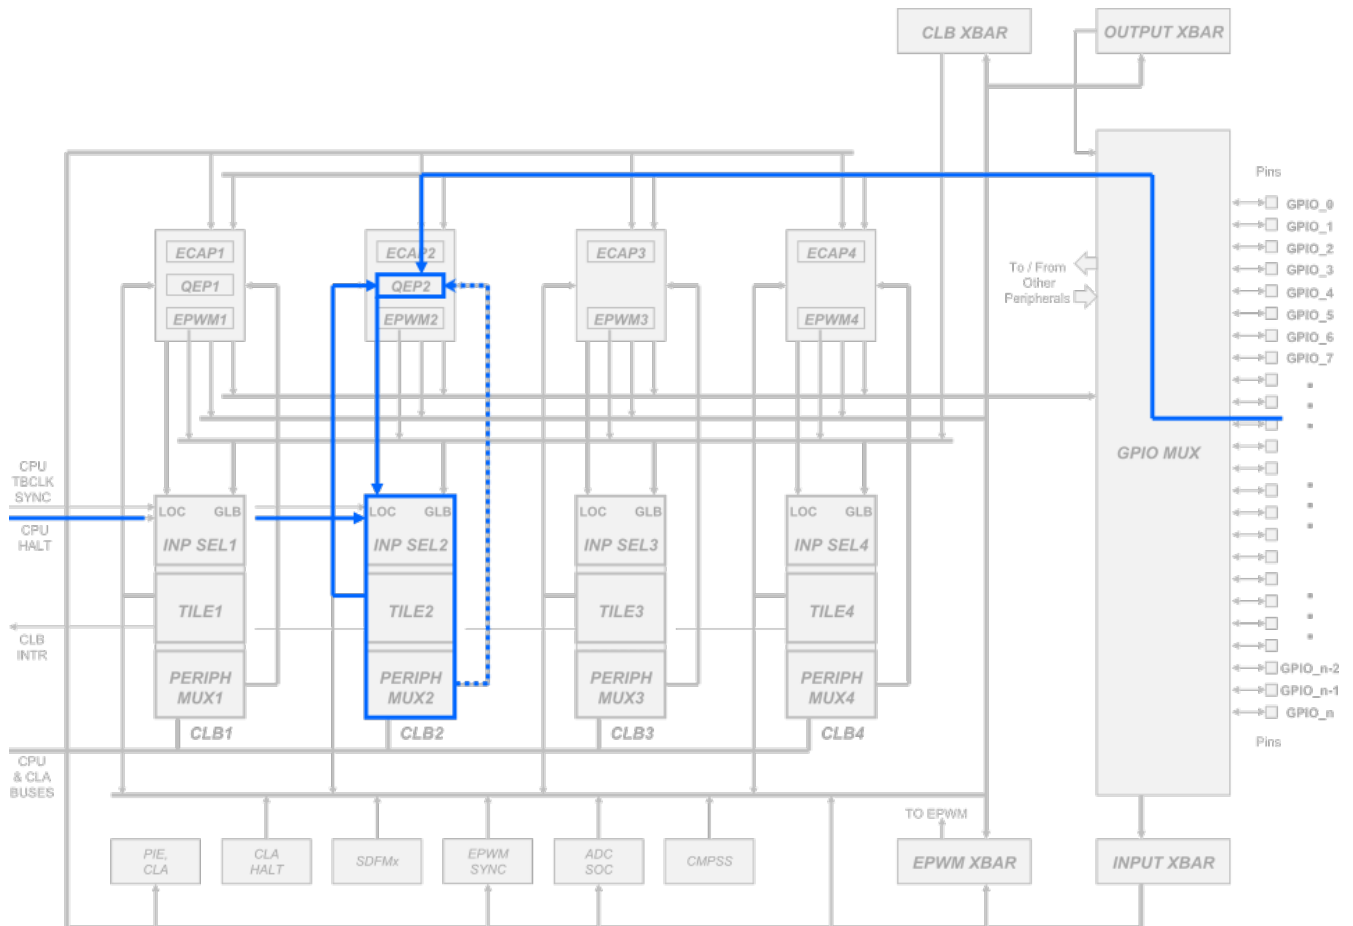 CLB XBAR
OUTPUT XBAR
Pins
GPIO_0
GPIO_1
GPIO_2
GPIO_3
GPIO_4
GPIO_5
GPIO_6
GPIO_7
To / From
Other
Peripherals
ECAP1
QEP1
EPWM1
ECAP2
QEP2
EPWM2
ECAP3
EPWM3
ECAP4
EPWM4
GPIO MUX
CPU
TBCLK
SYNC
CPU
HALT
LOC GLB
INP SEL1
LOC GLB
INP SEL2
LOC GLB
INP SEL3
LOC GLB
INP SEL4
TILE1
TILE2
TILE3
TILE4
CLB
INTR
PERIPH
MUX1
PERIPH
MUX2
PERIPH
MUX3
PERIPH
MUX4
GPIO_n-2
GPIO_n-1
GPIO_n
Pins
CLB1
CLB2
CLB3
CLB4
CPU
& CLA
BUSES
TO EPWM
PIE,
CLA
CLA
HALT
SDFMx
EPWM
SYNC
ADC
SOC
CMPSS
EPWM XBAR
INPUT XBAR